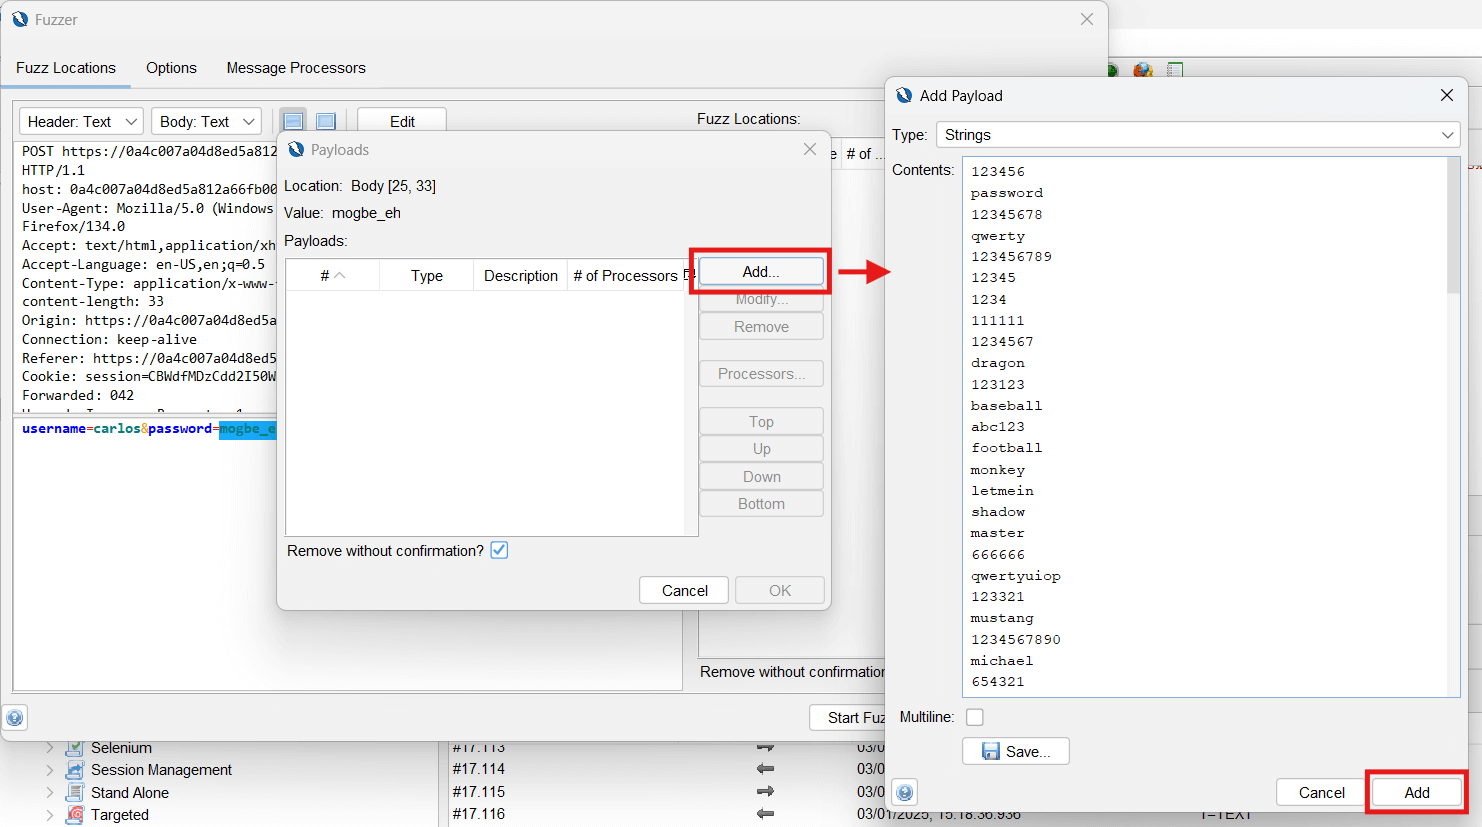 Fuzzer
Fuzz Locations
Options
Message Processors
Header: Text
Body: Text
Edit
Fuzz Locations:
# of ...
POST https://0a4c007a04d8ed5a812
HTTP/1.1
host: 0a4c007a04d8ed5a812a66fb00
User-Agent: Mozilla/5.0 (Windows
Firefox/134.0
Accept: text/html,application/xh
Accept-Language: en-US,en;q=0.5
Content-Type: application/x-www-
content-length: 33
Origin: https://0a4c007a04d8ed5a
Connection: keep-alive
Referer: https://0a4c007a04d8ed5
Cookie: session=CBWdfMDzCdd2I50W
Forwarded: 042
username=carlos&password=mogbe_e
Remove without confirmation
Start Fuz
Payloads
Location: Body [25, 33]
Value: mogbe_eh
Payloads:
#
Type
Description
# of Processors
Add...
Modify...
Remove
Processors...
Top
Up
Down
Bottom
Remove without confirmation?
Cancel
OK
Add Payload
Type: Strings
Contents:
123456
password
12345678
qwerty
123456789
12345
1234
111111
1234567
dragon
123123
baseball
abc123
football
monkey
letmein
shadow
master
666666
qwertyuiop
123321
mustang
1234567890
michael
654321
Multiline:
Save...
Cancel
Add
Selenium
Session Management
Stand Alone
Targeted
#17.113
03/0
#17.114
03/0
#17.115
03/0
#17.116
03/01/2025, 15:18:36.936
T=TEXT